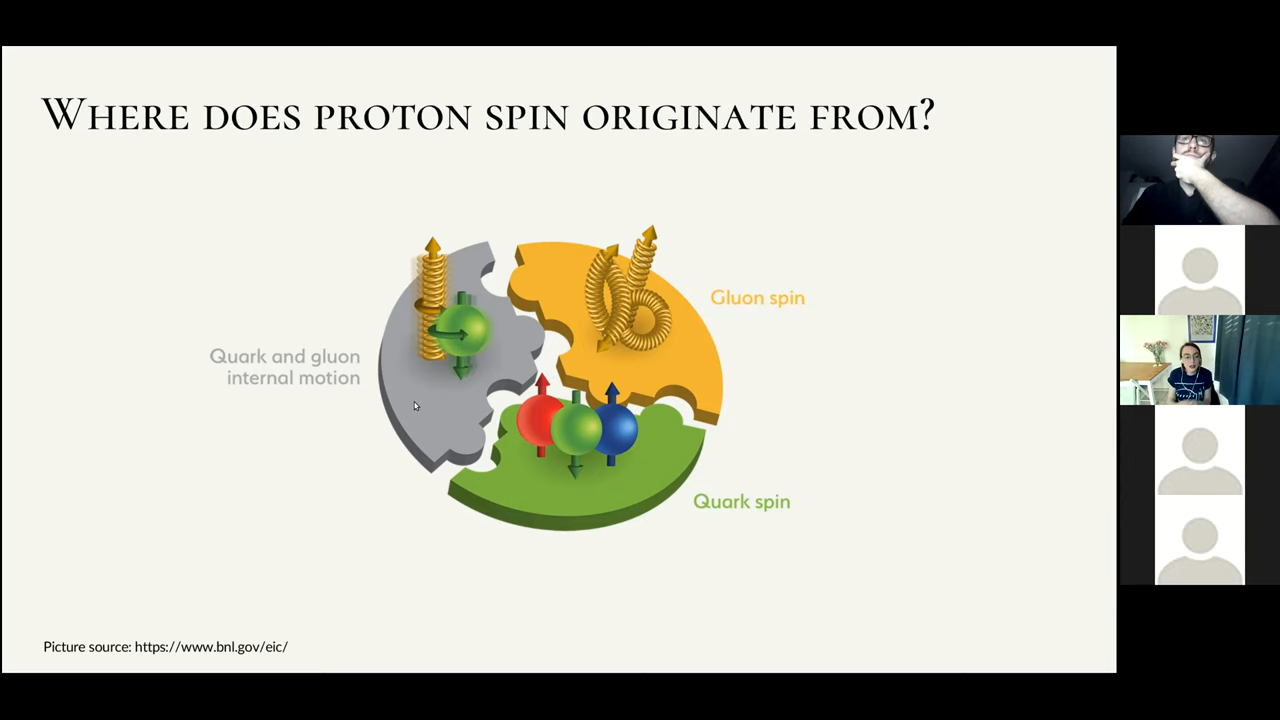 WHERE DOES PROTON SPIN ORIGINATE FROM?
Gluon spin
Quark and gluon
internal motion
Quark spin
Picture source: https://www.bnl.gov/eic/